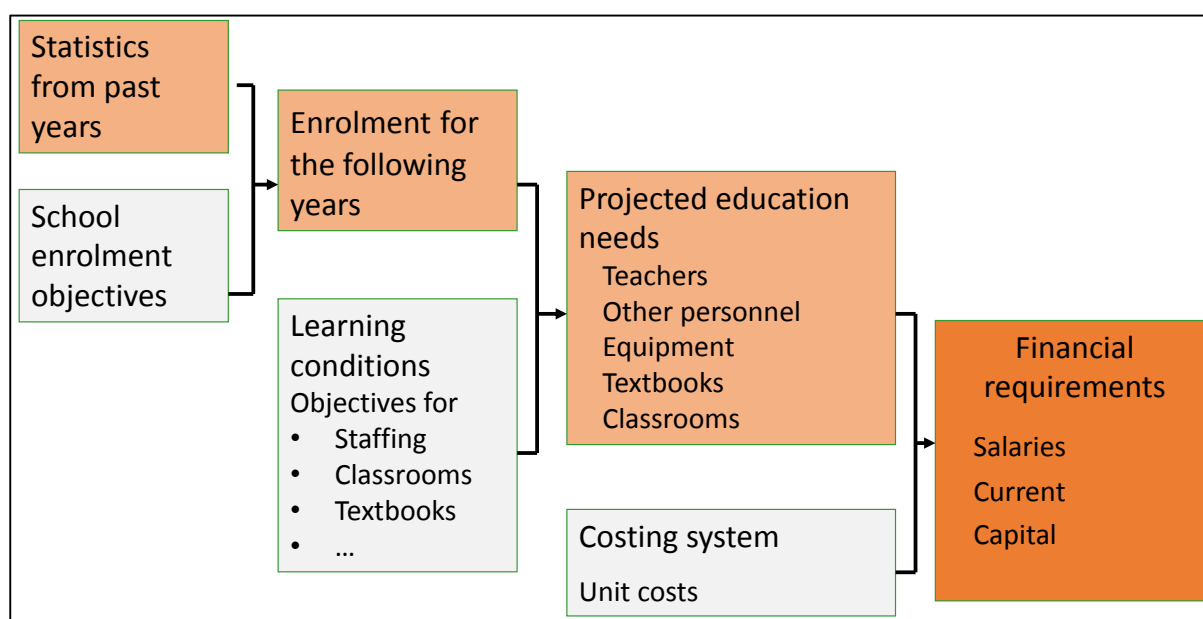 Statistics
from past
years
School
enrolment
objectives
Enrolment for
the following
years
Learning
conditions
Objectives for
• Staffing
• Classrooms
• Textbooks
• ...
Projected education
needs
Teachers
Other personnel
Equipment
Textbooks
Classrooms
Costing system
Unit costs
Financial
requirements
Salaries
Current
Capital